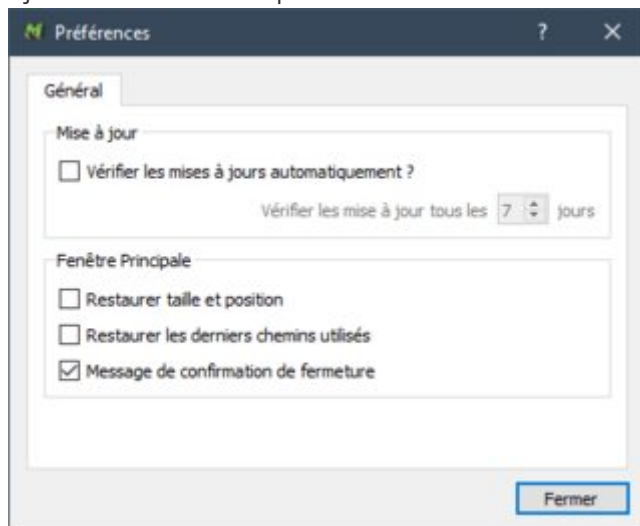 Préférences
Général
Mise à jour
Vérifier les mises à jours automatiquement ?
Vérifier les mise à jour tous les 7 jours
Fenêtre Principale
Restaurer taille et position
Restaurer les derniers chemins utilisés
Message de confirmation de fermeture
Fermer